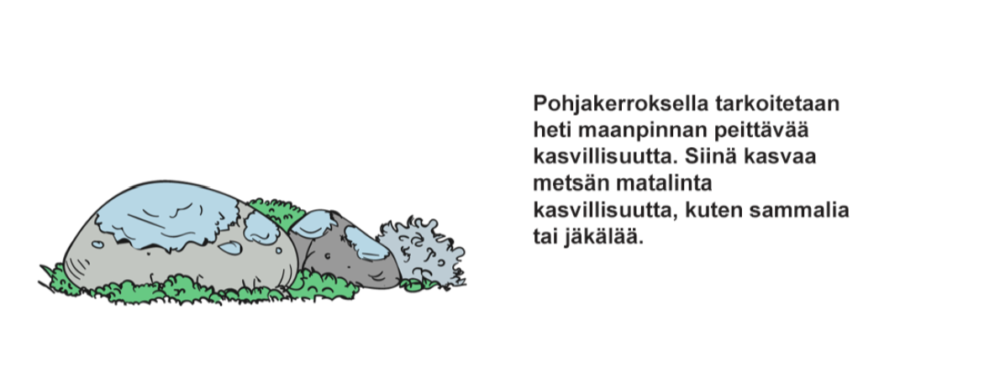 Pohjakerroksella tarkoitetaan
heti maanpinnan peittävää
kasvillisuutta. Siinä kasvaa
metsän matalinta
kasvillisuutta, kuten sammalia
tai jäkälää.